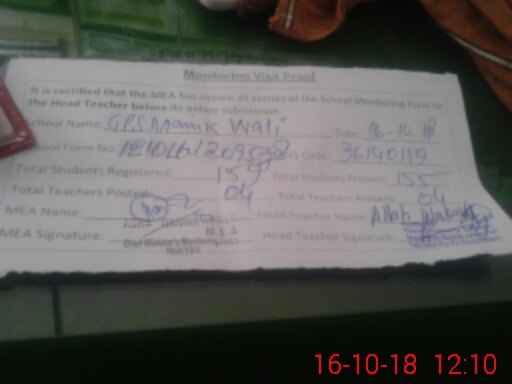 Monitoring Visit Proof
It is certified that the MEA has shown all entries of the School Monitoring Form to
the Head Teacher before its online submission.
School Name: GPS Manik Wali Date: 16-10-18
School Form No: Code: 36140119
Total Students Registered: 159 Total Students Present: 155
Total Teachers Posted: 04 Total Teachers Present: 04
MEA Name: Head Teacher Name: Allah
MEA Signature: M.E.A Head Teacher Signature:
16-10-18 12:10